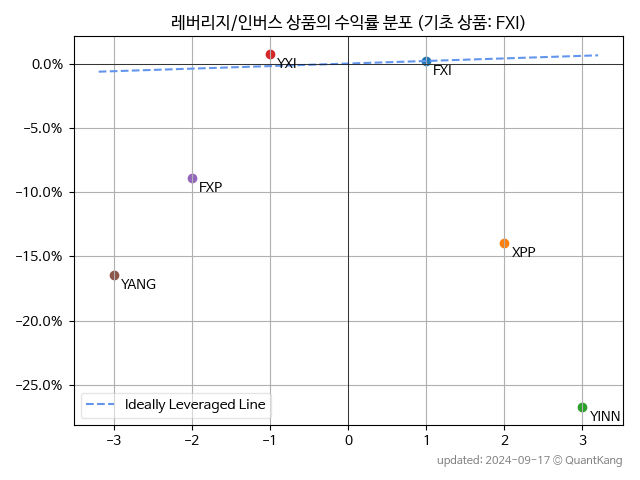 레버리지/인버스 상품의 수익률 분포 (기초 상품: FXI)
0.0%
YXI
FXI
−5.0%
−10.0%
FXP
−15.0%
XPP
YANG
−20.0%
−25.0%
Ideally Leveraged Line
YINN
−3 −2 −1 0 1 2 3
updated: 2024-09-17 © QuantKang